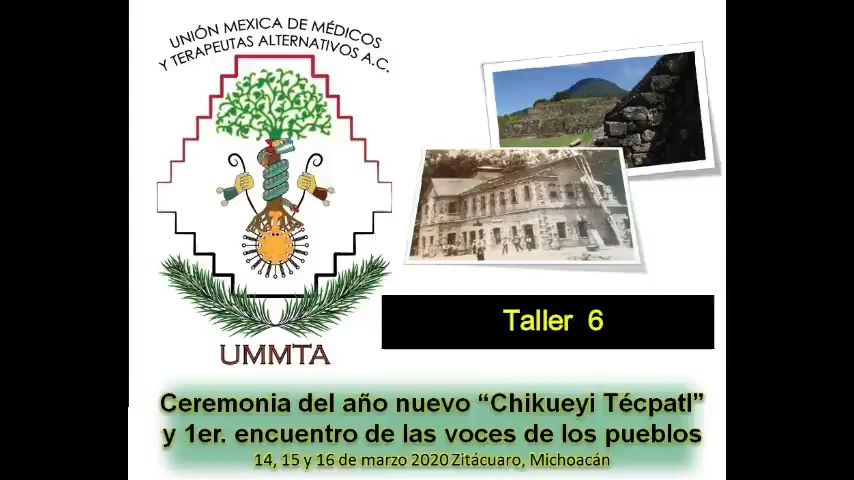 UNIÓN MEXICA DE MÉDICOS
Y TERAPEUTAS ALTERNATIVOS A.C.
UMMTA
Taller 6
Ceremonia del año nuevo “Chikueyi Técpatl”
y 1er. encuentro de las voces de los pueblos
14, 15 y 16 de marzo 2020 Zitácuaro, Michoacán